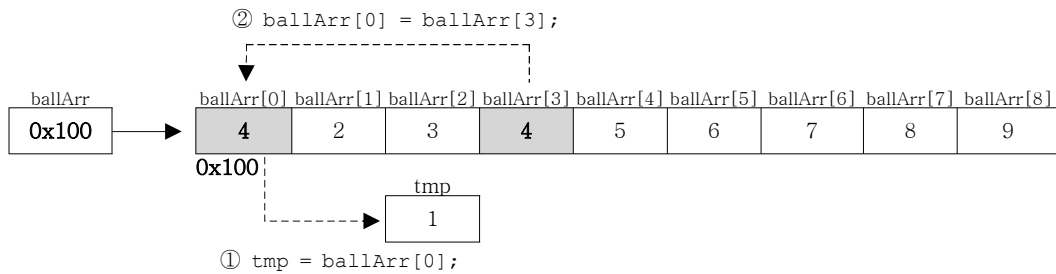 ② ballArr[0] = ballArr[3];
ballArr ballArr[0] ballArr[1] ballArr[2] ballArr[3] ballArr[4] ballArr[5] ballArr[6] ballArr[7] ballArr[8]
0x100 4 2 3 4 5 6 7 8 9
0x100
tmp
1
① tmp = ballArr[0];